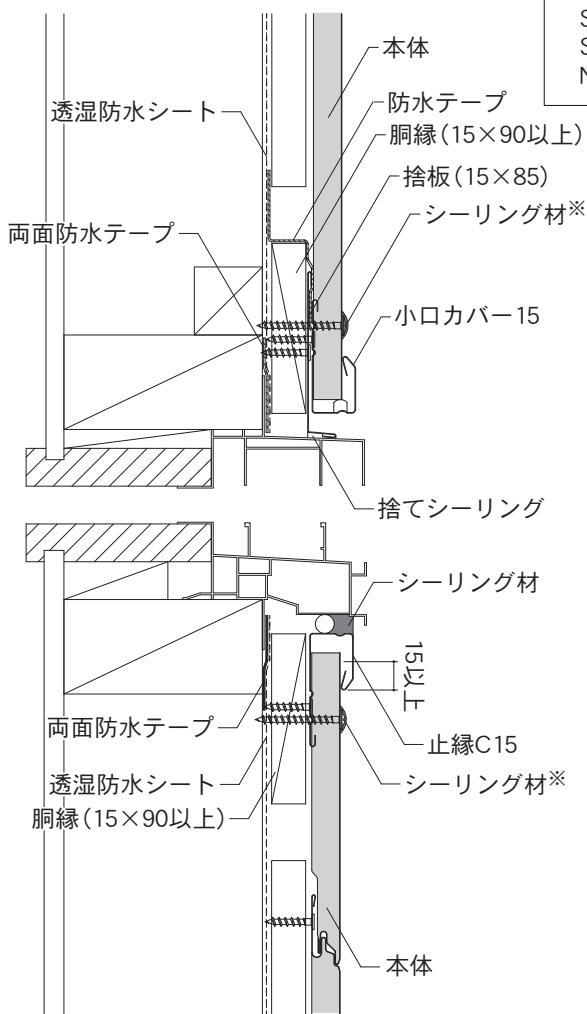 S
S
N
本体
防水テープ
透湿防水シート
胴縁(15×90以上)
捨板(15×85)
シーリング材※
両面防水テープ
小口カバー15
捨てシーリング
シーリング材
15以上
両面防水テープ
止縁C15
透湿防水シート
シーリング材※
胴縁(15×90以上)
本体